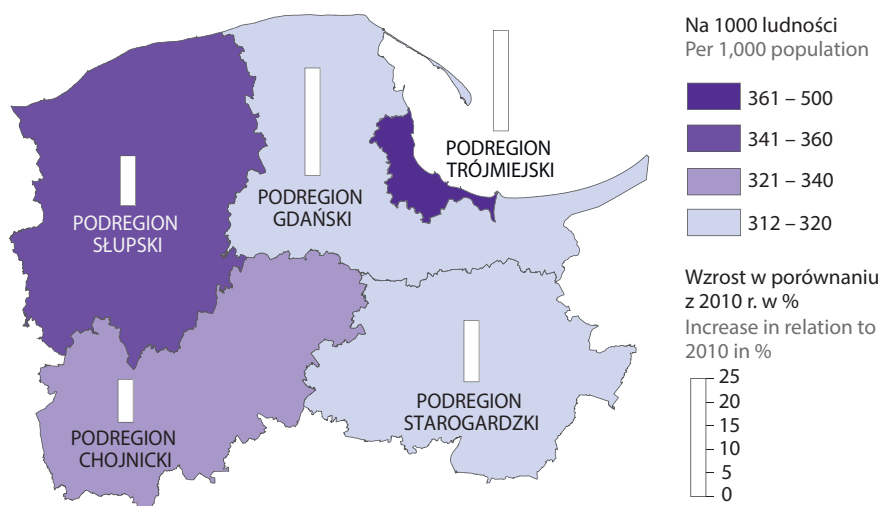 PODREGION
TRÓJMIEJSKI
PODREGION
GDAŃSKI
PODREGION
SŁUPSKI
PODREGION
STAROGARDZKI
PODREGION
CHOJNICKI
Na 1000 ludności
Per 1,000 population
361 – 500
341 – 360
321 – 340
312 – 320
Wzrost w porównaniu
z 2010 r. w %
Increase in relation to
2010 in %
25
20
15
10
5
0